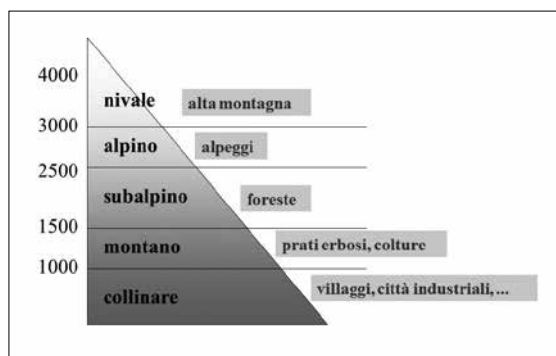 4000
nivale
alta montagna
3000
alpino
alpeggi
2500
subalpino
foreste
1500
montano
prati erbosi, colture
1000
collinare
villaggi, città industriali, ...